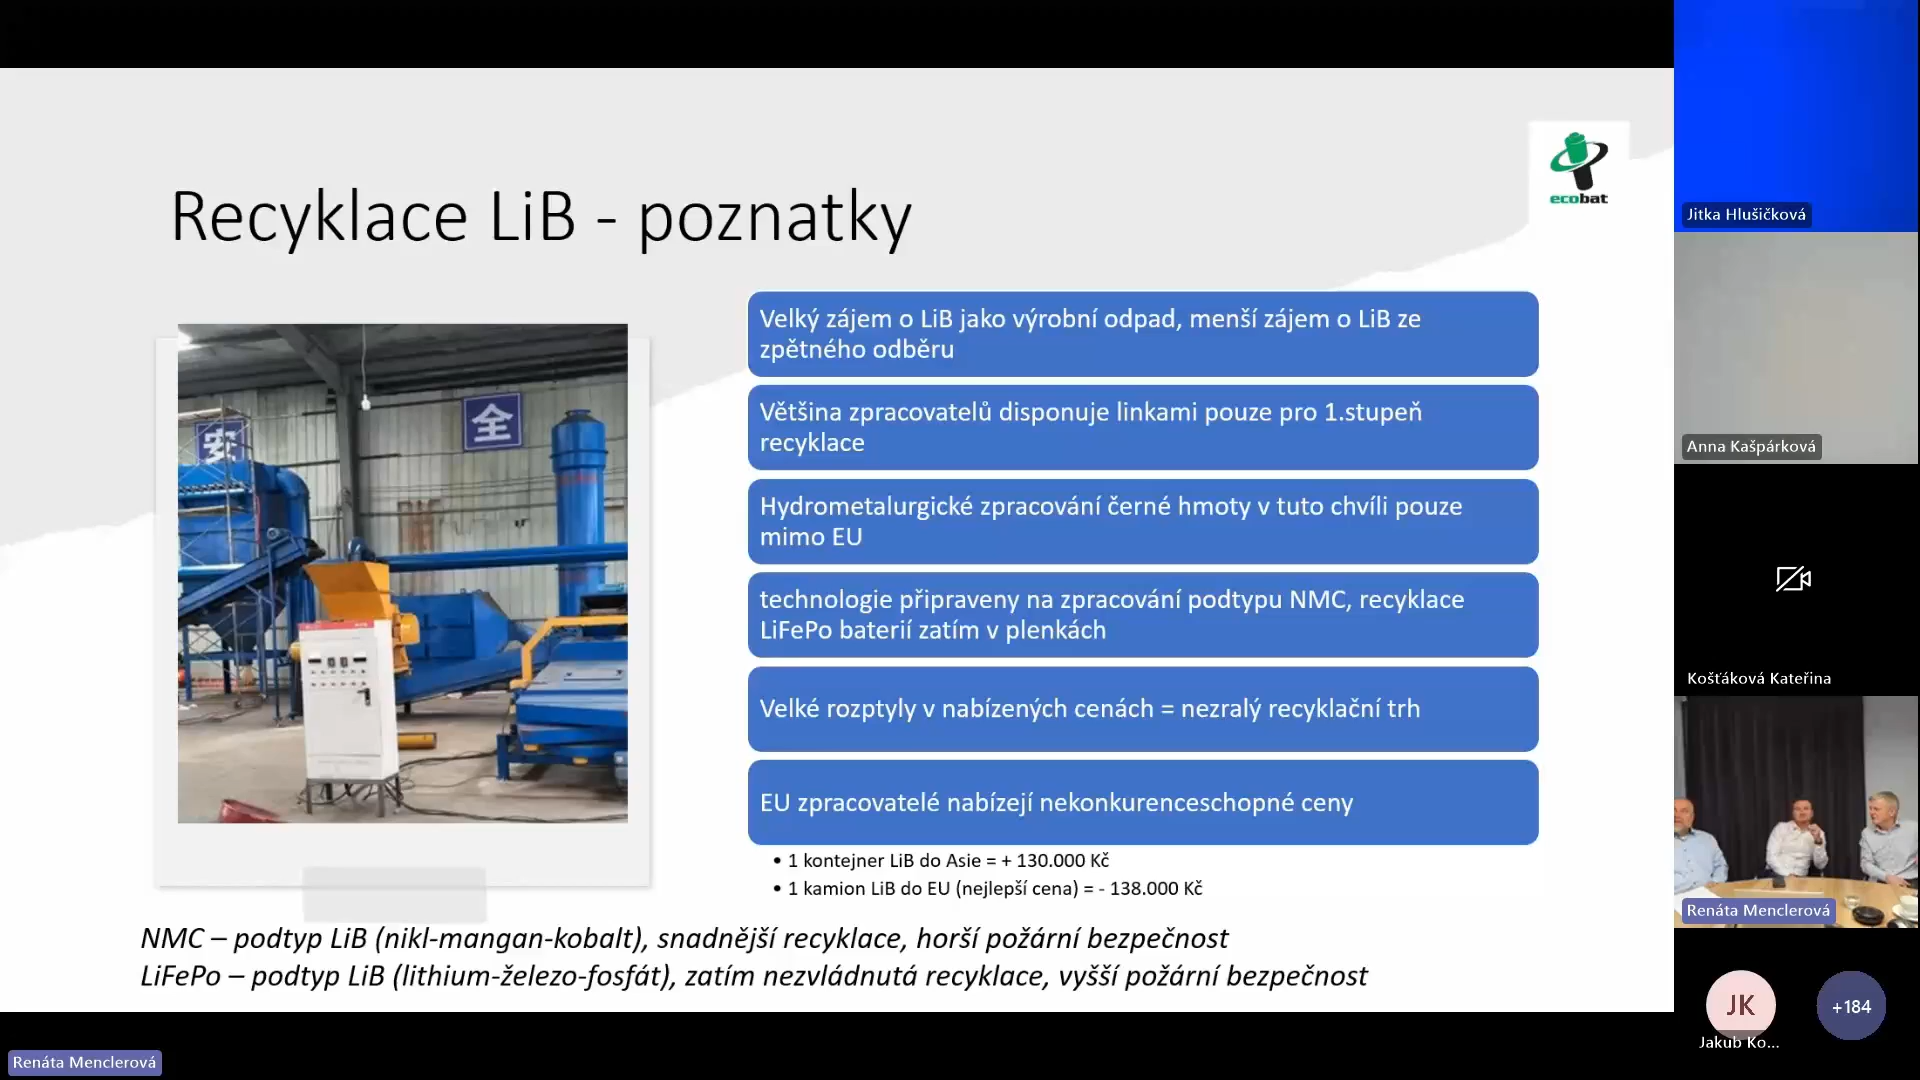 Recyklace LiB - poznatky
ecobat
安
全
Velký zájem o LiB jako výrobní odpad, menší zájem o LiB ze
zpětného odběru
Většina zpracovatelů disponuje linkami pouze pro 1.stupeň
recyklace
Hydrometalurgické zpracování černé hmoty v tuto chvíli pouze
mimo EU
technologie připraveny na zpracování podtypu NMC, recyklace
LiFePo baterií zatím v plenkách
Velké rozptyly v nabízených cenách = nezralý recyklační trh
EU zpracovatelé nabízejí nekonkurenceschopné ceny
• 1 kontejner LiB do Asie = + 130.000 Kč
• 1 kamion LiB do EU (nejlepší cena) = - 138.000 Kč
NMC – podtyp LiB (nikl-mangan-kobalt), snadnější recyklace, horší požární bezpečnost
LiFePo – podtyp LiB (lithium-železo-fosfát), zatím nezvládnutá recyklace, vyšší požární bezpečnost
Renáta Menclerová
Jitka Hlušičková
Anna Kašpárková
Košťáková Kateřina
Renáta Menclerová
JK
Jakub Ko...
+184